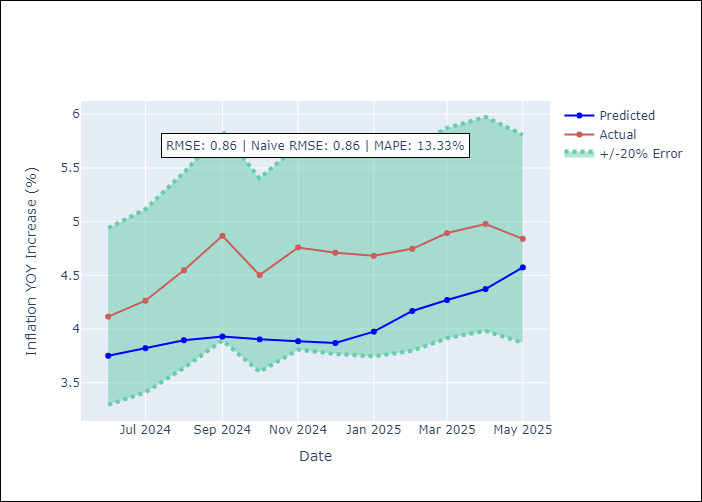 6
RMSE: 0.86 | Naive RMSE: 0.86 | MAPE: 13.33%
5.5
5
4.5
4
3.5
Inflation YOY Increase (%)
Jul 2024 Sep 2024 Nov 2024 Jan 2025 Mar 2025 May 2025
Date
Predicted
Actual
+/-20% Error